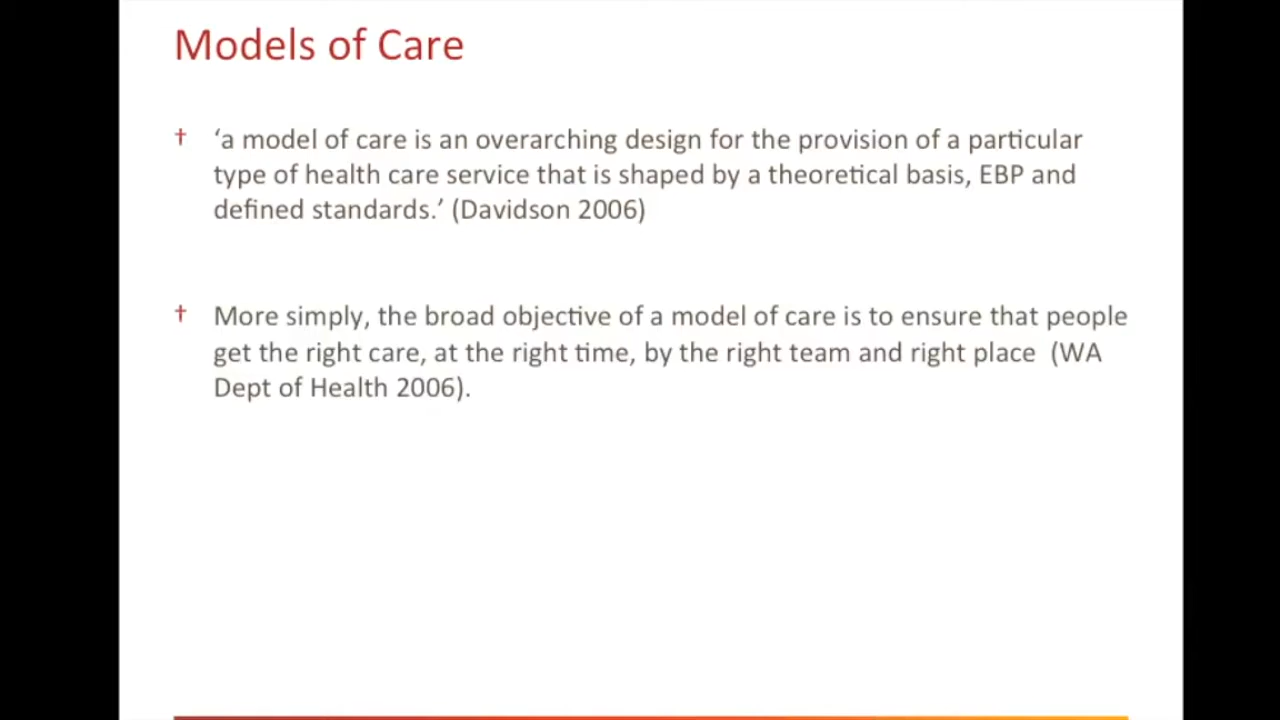 Models of Care
† ‘a model of care is an overarching design for the provision of a particular
type of health care service that is shaped by a theoretical basis, EBP and
defined standards.’ (Davidson 2006)
† More simply, the broad objective of a model of care is to ensure that people
get the right care, at the right time, by the right team and right place (WA
Dept of Health 2006).